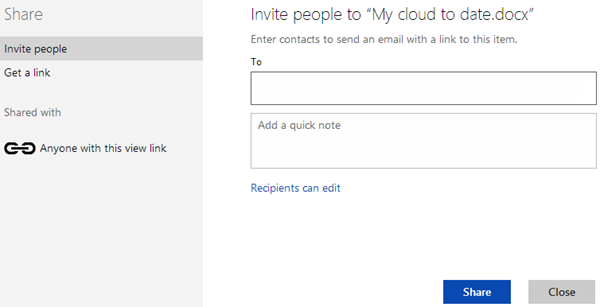 Share
Invite people
Get a link
Shared with
Anyone with this view link
Invite people to “My cloud to date.docx”
Enter contacts to send an email with a link to this item.
To
Add a quick note
Recipients can edit
Share
Close